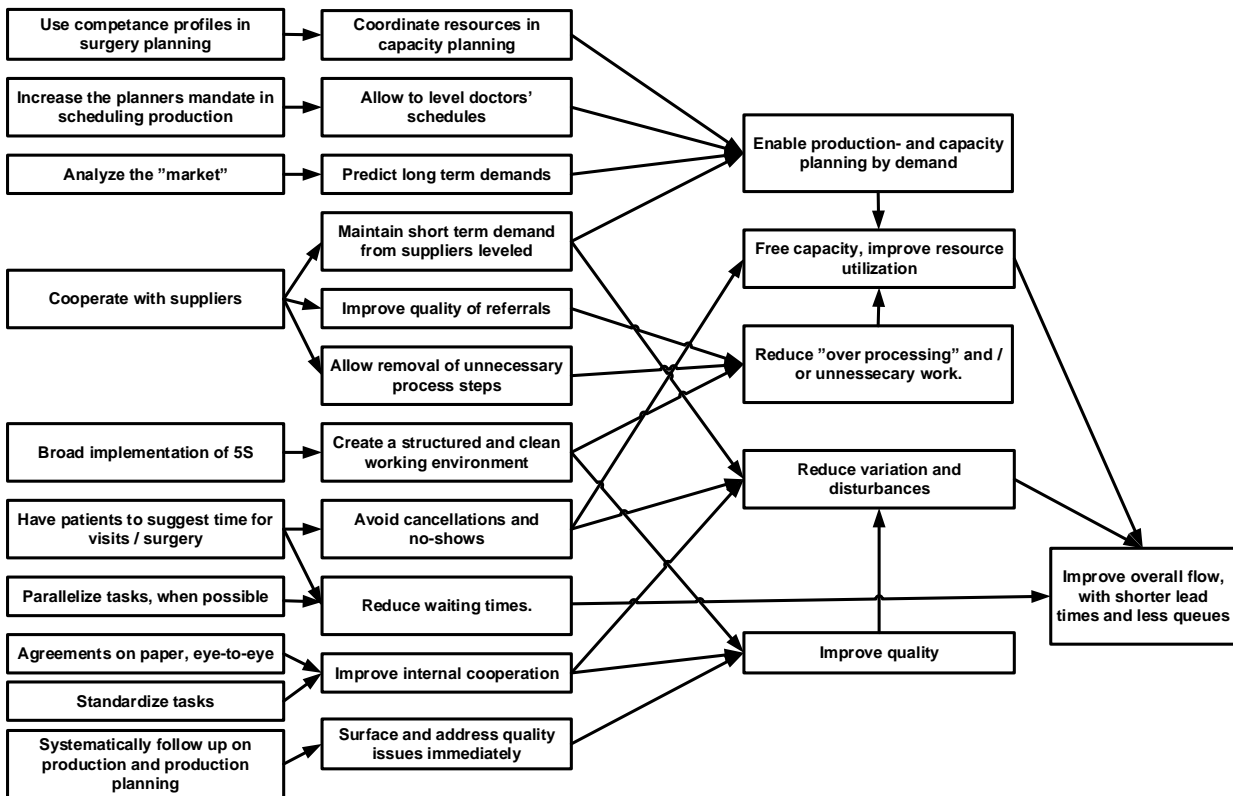 Use competance profiles in
surgery planning
Coordinate resources in
capacity planning
Increase the planners mandate in
scheduling production
Allow to level doctors’
schedules
Enable production- and capacity
planning by demand
Analyze the ”market”
Predict long term demands
Maintain short term demand
from suppliers leveled
Free capacity, improve resource
utilization
Cooperate with suppliers
Improve quality of referrals
Allow removal of unnecessary
process steps
Reduce ”over processing” and /
or unnessecary work.
Broad implementation of 5S
Create a structured and clean
working environment
Reduce variation and
disturbances
Have patients to suggest time for
visits / surgery
Avoid cancellations and
no-shows
Parallelize tasks, when possible
Reduce waiting times.
Improve overall flow,
with shorter lead
times and less queues
Agreements on paper, eye-to-eye
Standardize tasks
Improve internal cooperation
Improve quality
Systematically follow up on
production and production
planning
Surface and address quality
issues immediately